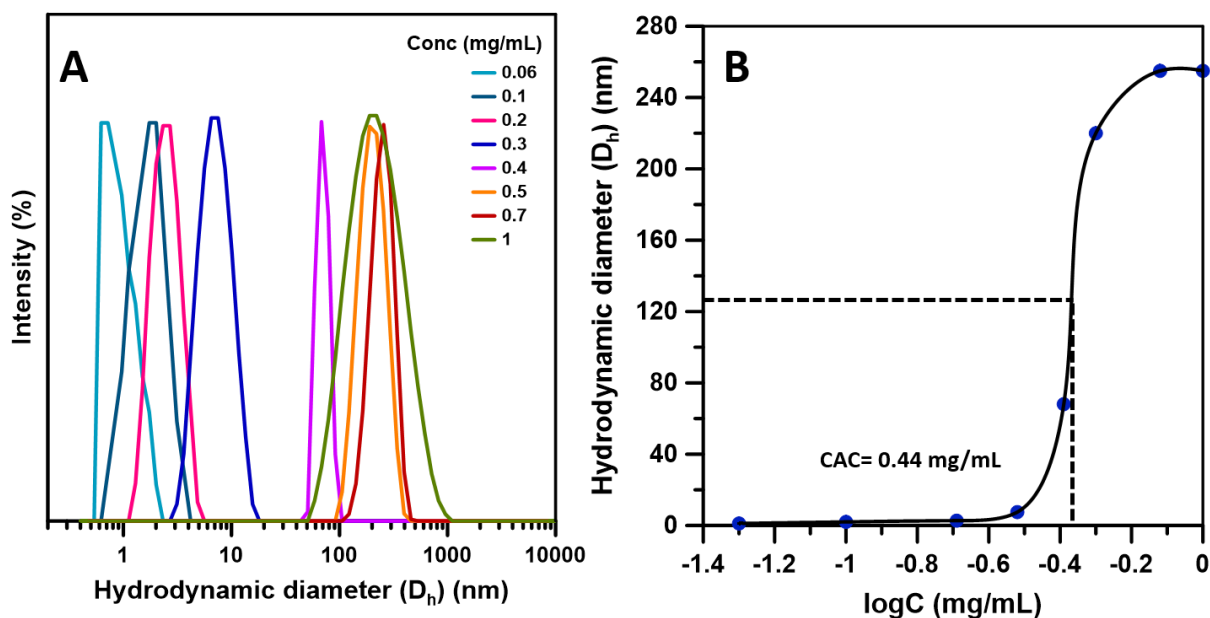 A
Conc (mg/mL)
0.06
0.1
0.2
0.3
0.4
0.5
0.7
1
Intensity (%)
1 10 100 1000 10000
Hydrodynamic diameter (Dₕ) (nm)
B
Hydrodynamic diameter (Dₕ) (nm)
280
240
200
160
120
80
40
0
CAC= 0.44 mg/mL
-1.4 -1.2 -1 -0.8 -0.6 -0.4 -0.2 0
logC (mg/mL)